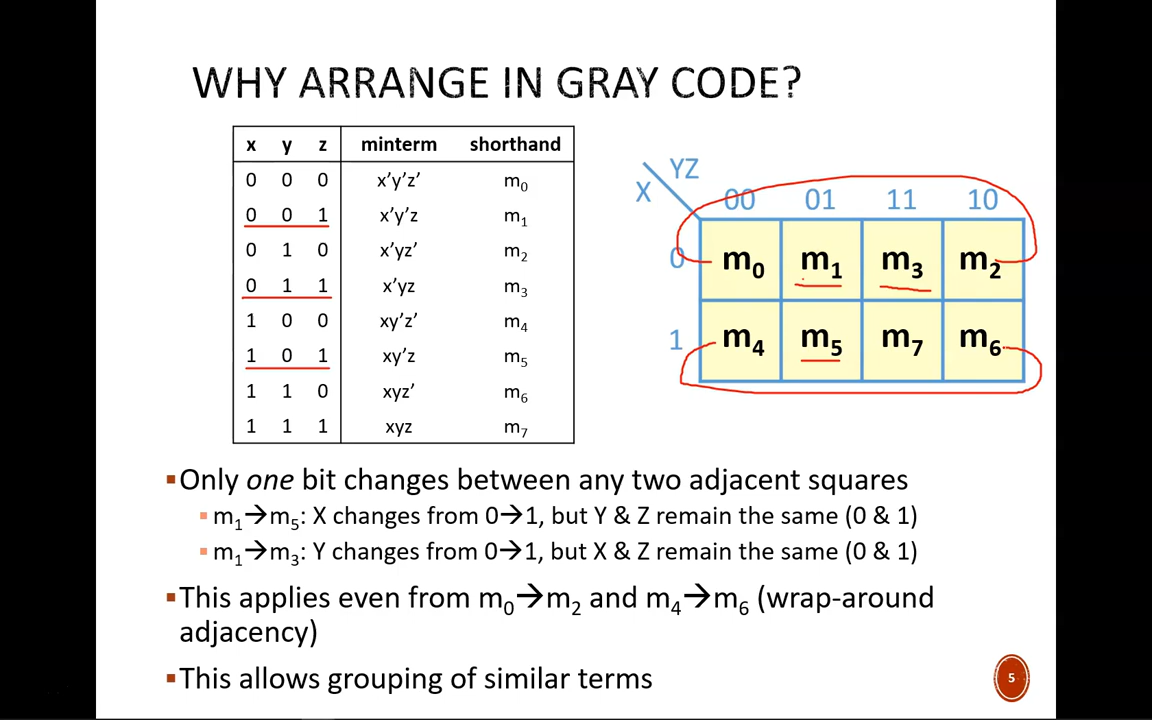 WHY ARRANGE IN GRAY CODE?
x y z minterm shorthand
0 0 0 x’y’z’ m₀
0 0 1 x’y’z m₁
0 1 0 x’yz’ m₂
0 1 1 x’yz m₃
1 0 0 xy’z’ m₄
1 0 1 xy’z m₅
1 1 0 xyz’ m₆
1 1 1 xyz m₇
YZ
X
00 01 11 10
0 m₀ m₁ m₃ m₂
1 m₄ m₅ m₇ m₆
▪Only one bit changes between any two adjacent squares
▪m₁→m₅: X changes from 0→1, but Y & Z remain the same (0 & 1)
▪m₁→m₃: Y changes from 0→1, but X & Z remain the same (0 & 1)
▪This applies even from m₀→m₂ and m₄→m₆ (wrap-around
adjacency)
▪This allows grouping of similar terms
5